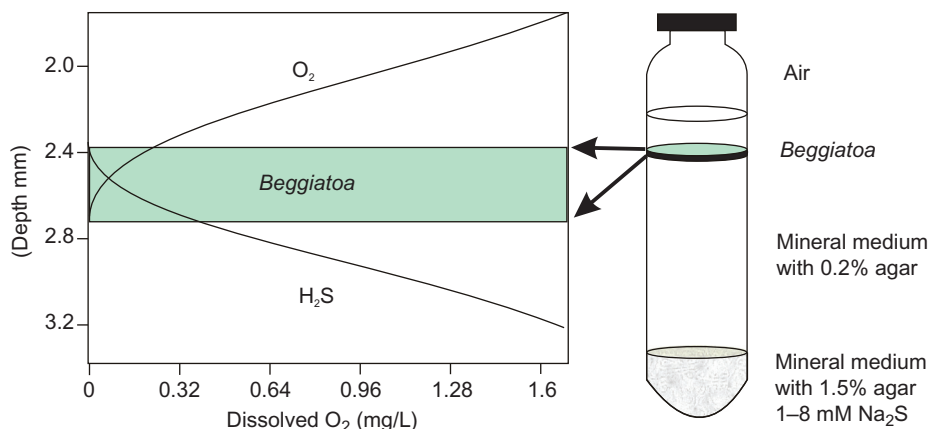 O₂
2.0
2.4
2.8
3.2
(Depth mm)
Beggiatoa
H₂S
0
0.32
0.64
0.96
1.28
1.6
Dissolved O₂ (mg/L)
Air
Beggiatoa
Mineral medium
with 0.2% agar
Mineral medium
with 1.5% agar
1–8 mM Na₂S